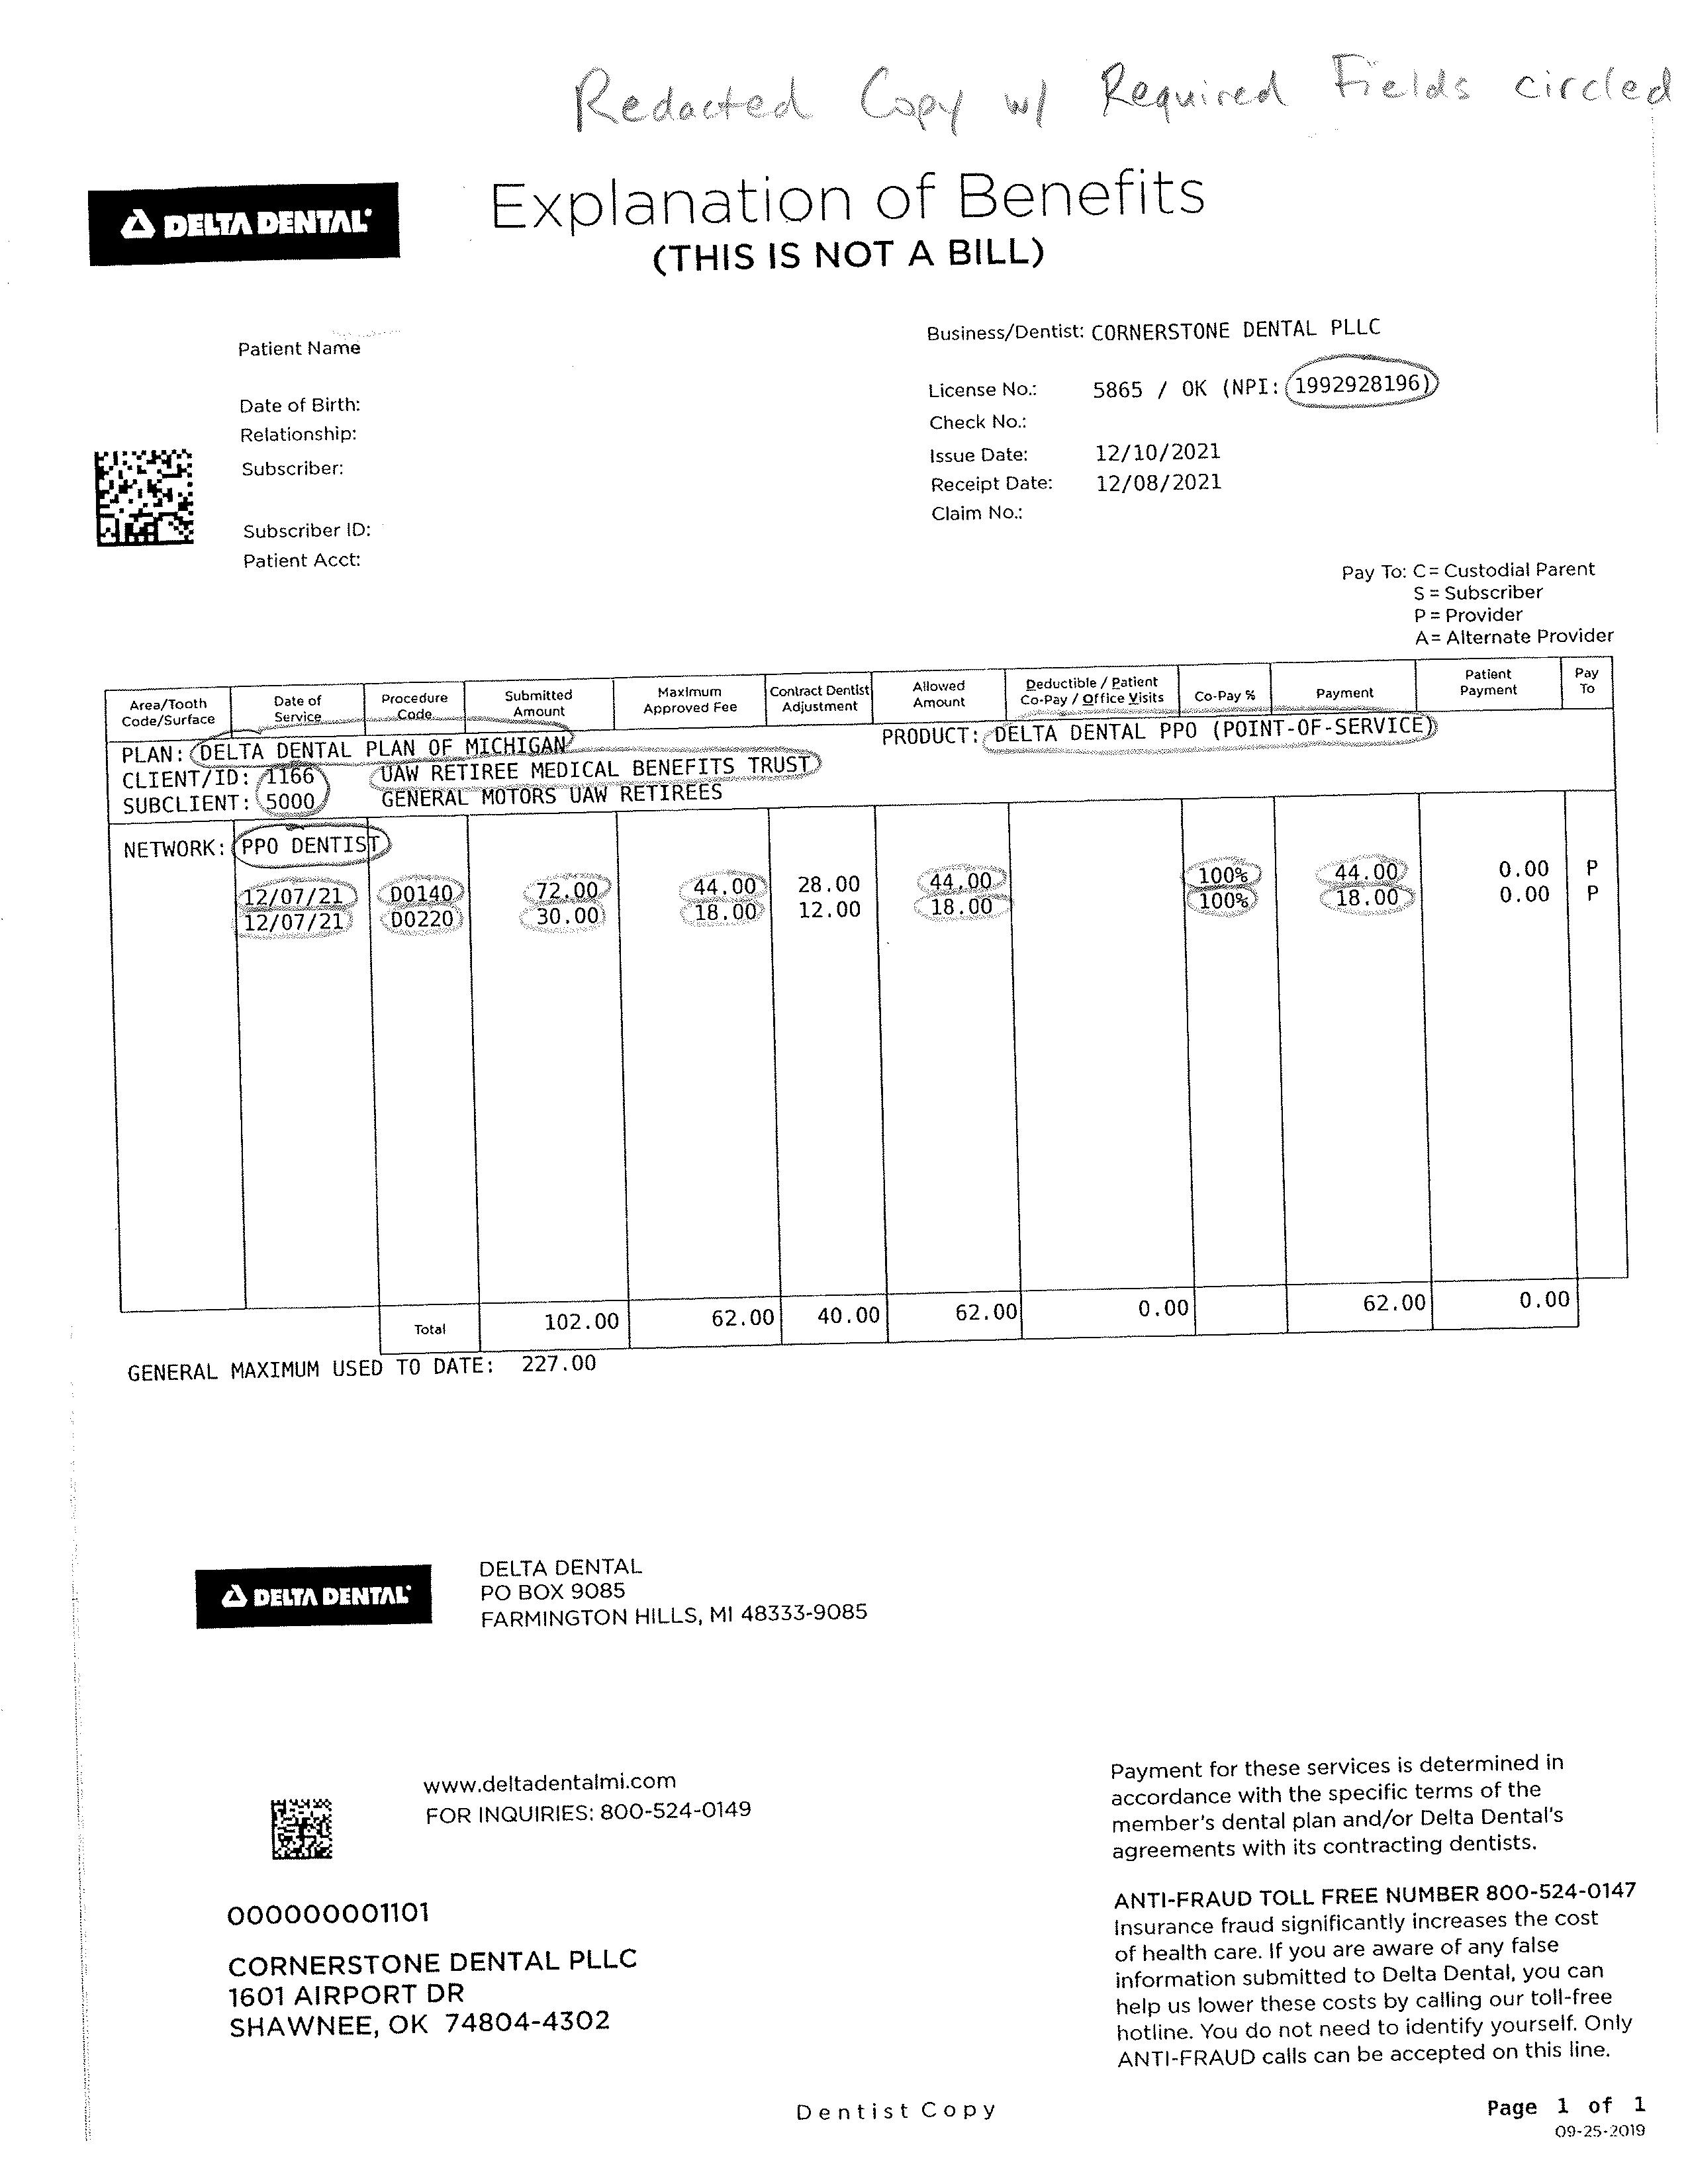 Redacted Copy w/ Required Fields circled
DELTA DENTAL
Explanation of Benefits
(THIS IS NOT A BILL)
Patient Name
Date of Birth:
Relationship:
Subscriber:
Subscriber ID:
Patient Acct:
Business/Dentist: CORNERSTONE DENTAL PLLC
License No.: 5865 / OK (NPI: 1992928196)
Check No.:
Issue Date: 12/10/2021
Receipt Date: 12/08/2021
Claim No.:
Pay To: C= Custodial Parent
S = Subscriber
P = Provider
A= Alternate Provider
Area/Tooth Code/Surface Date of Service Procedure Code Submitted Amount Maximum Approved Fee Contract Dentist Adjustment Allowed Amount Deductible / Patient Co-Pay / Office Visits Co-Pay % Payment Patient Payment Pay To
PLAN: DELTA DENTAL PLAN OF MICHIGAN PRODUCT: DELTA DENTAL PPO (POINT-OF-SERVICE)
CLIENT/ID: 1166 UAW RETIREE MEDICAL BENEFITS TRUST
SUBCLIENT: 5000 GENERAL MOTORS UAW RETIREES
NETWORK: PPO DENTIST
12/07/21 D0140 72.00 44.00 28.00 44.00 100% 44.00 0.00 P
12/07/21 D0220 30.00 18.00 12.00 18.00 100% 18.00 0.00 P
Total 102.00 62.00 40.00 62.00 0.00 62.00 0.00
GENERAL MAXIMUM USED TO DATE: 227.00
DELTA DENTAL
DELTA DENTAL
PO BOX 9085
FARMINGTON HILLS, MI 48333-9085
www.deltadentalmi.com
FOR INQUIRIES: 800-524-0149
000000001101
CORNERSTONE DENTAL PLLC
1601 AIRPORT DR
SHAWNEE, OK 74804-4302
Payment for these services is determined in
accordance with the specific terms of the
member's dental plan and/or Delta Dental's
agreements with its contracting dentists.
ANTI-FRAUD TOLL FREE NUMBER 800-524-0147
Insurance fraud significantly increases the cost
of health care. If you are aware of any false
information submitted to Delta Dental, you can
help us lower these costs by calling our toll-free
hotline. You do not need to identify yourself. Only
ANTI-FRAUD calls can be accepted on this line.
Dentist Copy
Page 1 of 1
09-25-2019